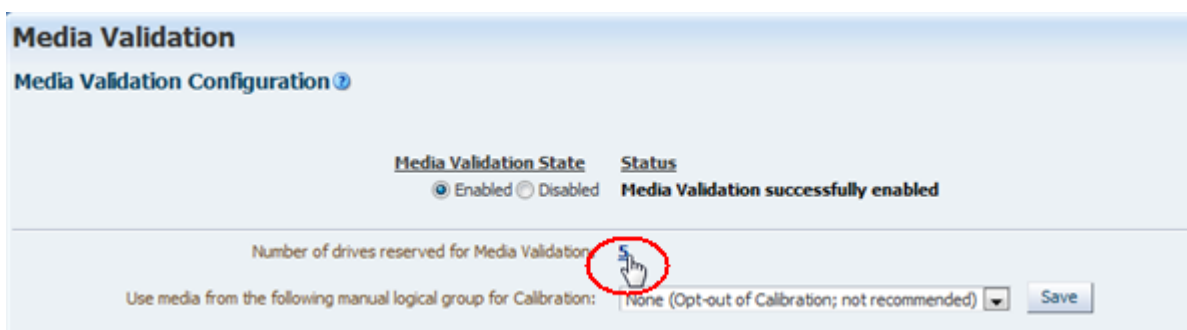 Media Validation
Media Validation Configuration
Media Validation State Status
Enabled Disabled Media Validation successfully enabled
Number of drives reserved for Media Validation: 5
Use media from the following manual logical group for Calibration: None (Opt-out of Calibration; not recommended) Save